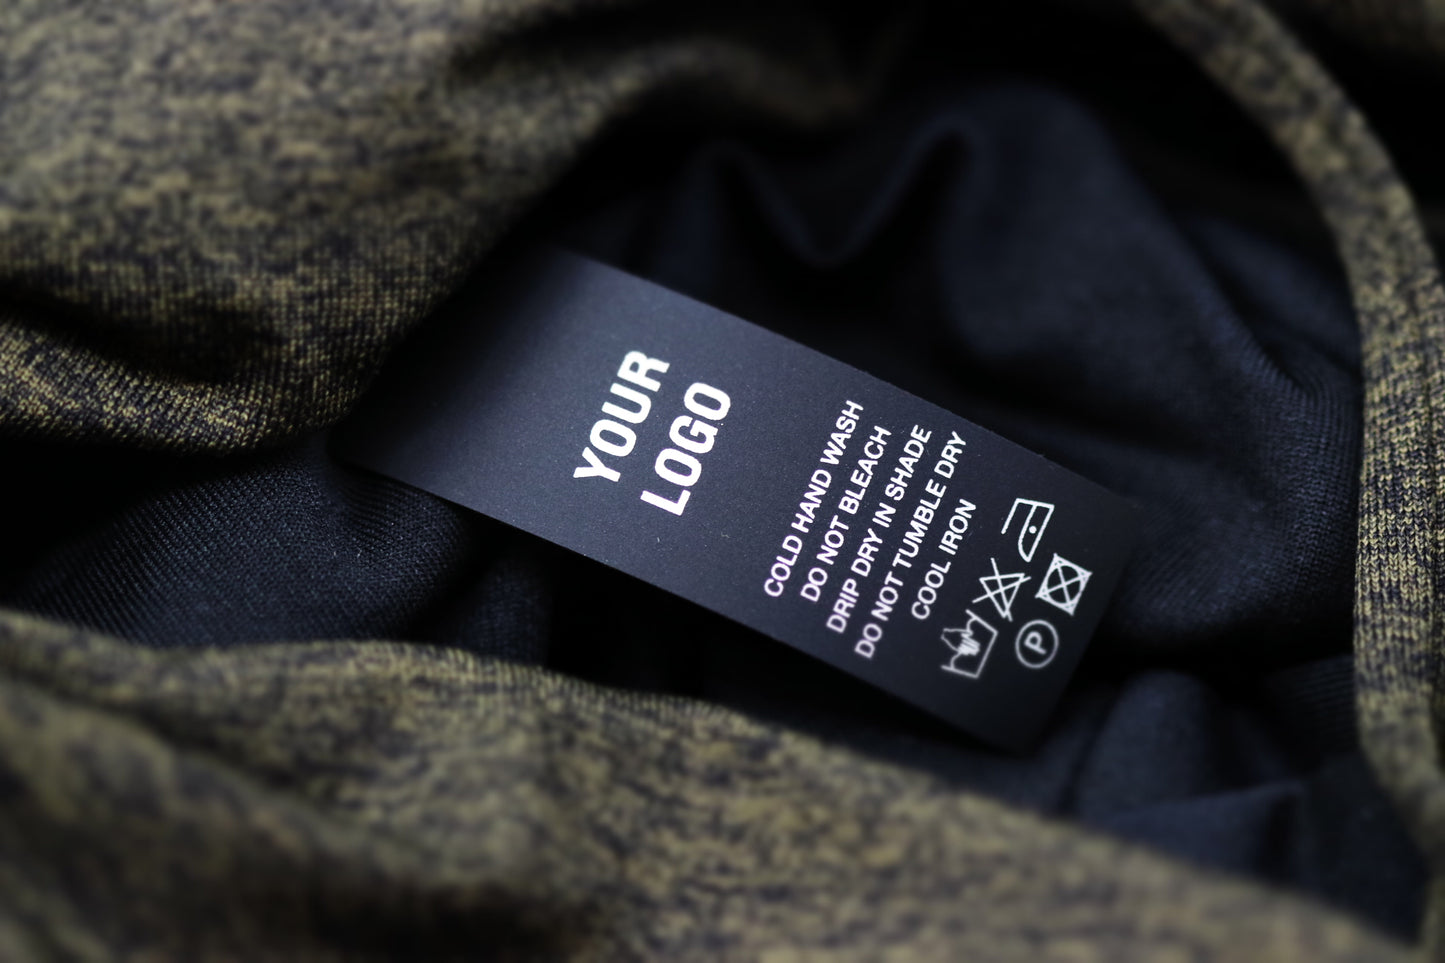 YOUR
LOGO
COLD HAND WASH
DO NOT BLEACH
DRIP DRY IN SHADE
DO NOT TUMBLE DRY
COOL IRON
P